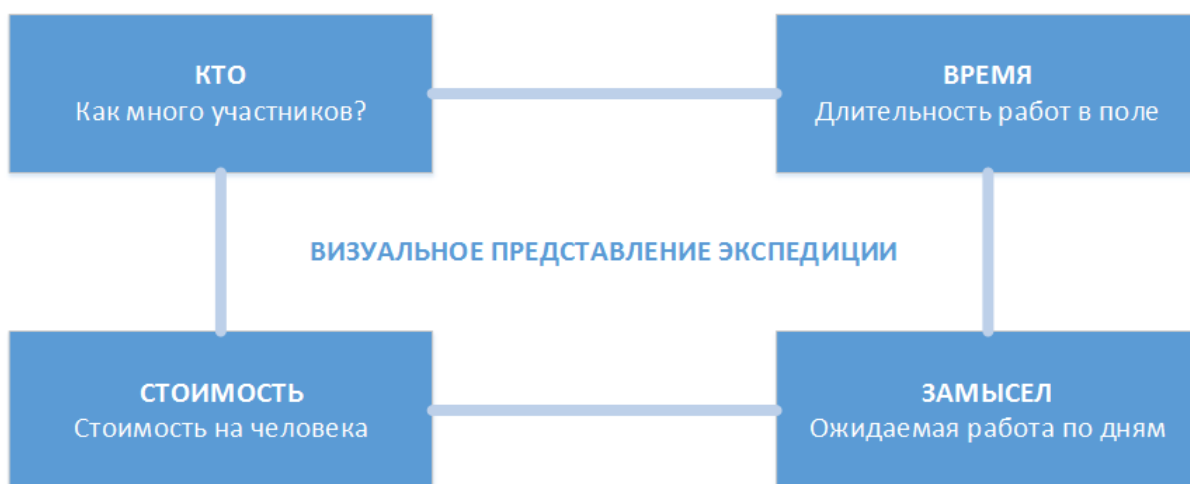 КТО
Как много участников?
ВРЕМЯ
Длительность работ в поле
ВИЗУАЛЬНОЕ ПРЕДСТАВЛЕНИЕ ЭКСПЕДИЦИИ
СТОИМОСТЬ
Стоимость на человека
ЗАМЫСЕЛ
Ожидаемая работа по дням